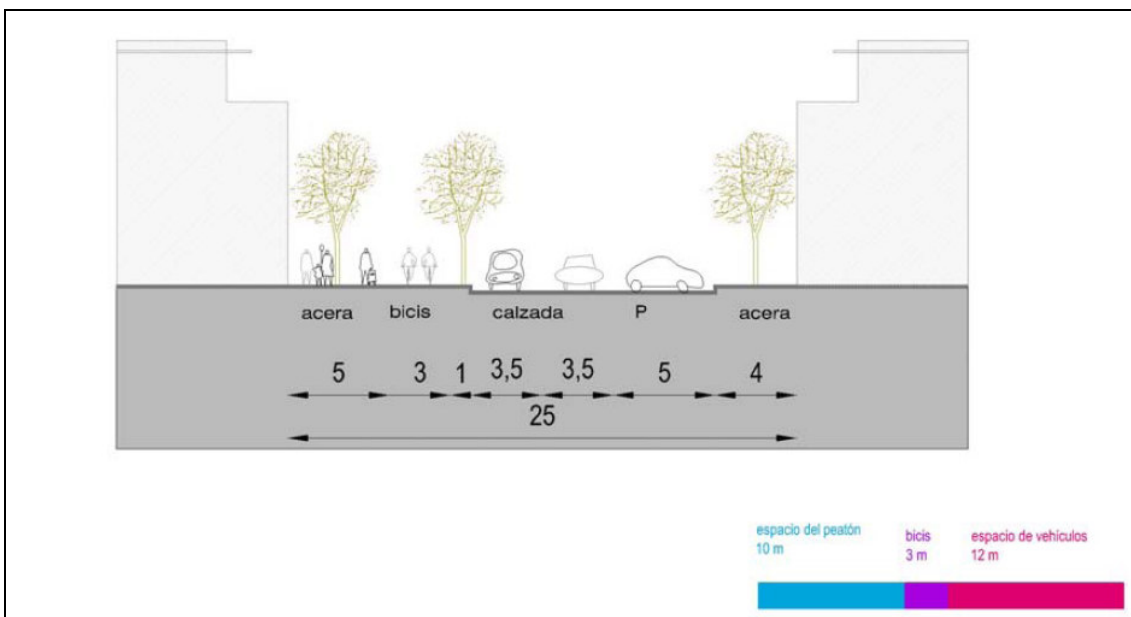 acera bicis calzada P acera
5 3 1 3,5 3,5 5 4
25
espacio del peatón
10 m
bicis
3 m
espacio de vehículos
12 m